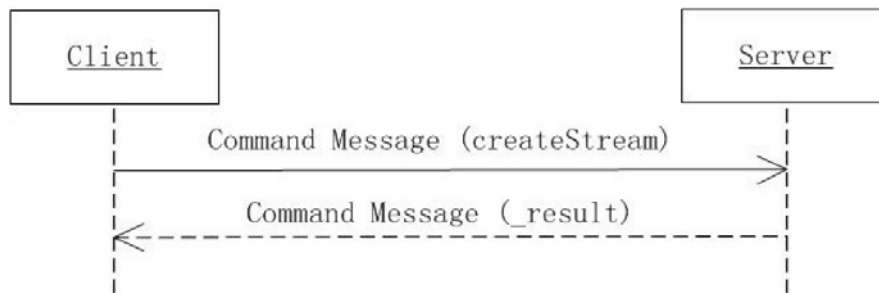 Client
Server
Command Message (createStream)
Command Message (_result)